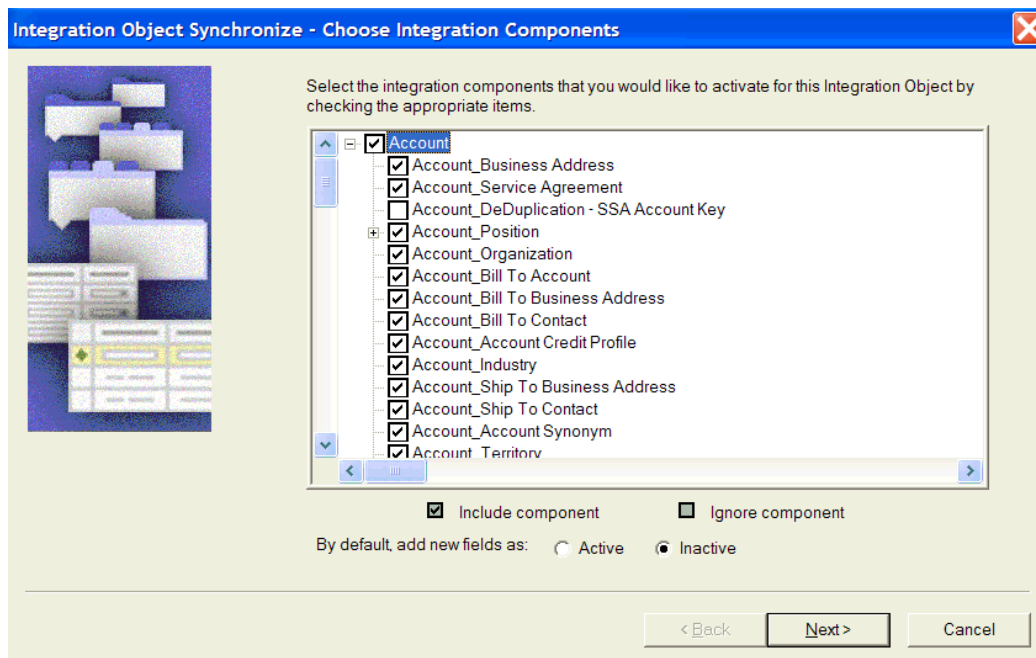 Integration Object Synchronize - Choose Integration Components
Select the integration components that you would like to activate for this Integration Object by
checking the appropriate items.
Account
Account_Business Address
Account_Service Agreement
Account_DeDuplication - SSA Account Key
Account_Position
Account_Organization
Account_Bill To Account
Account_Bill To Business Address
Account_Bill To Contact
Account_Account Credit Profile
Account_Industry
Account_Ship To Business Address
Account_Ship To Contact
Account_Account Synonym
Account_Territory
Include component Ignore component
By default, add new fields as: Active Inactive
< Back Next > Cancel